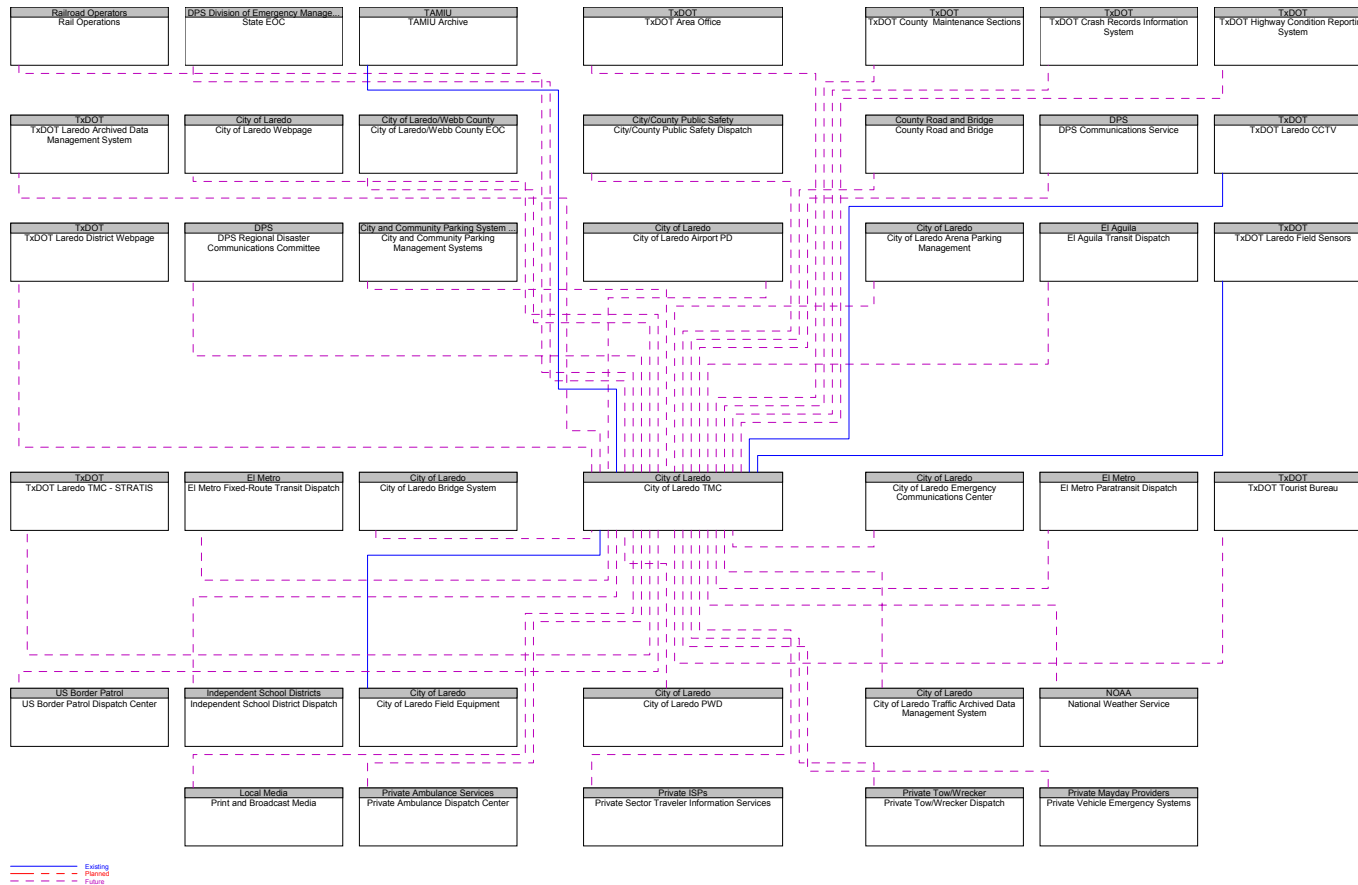 Railroad Operators
Rail Operations
DPS Division of Emergency Manage...
State EOC
TAMIU
TAMIU Archive
TxDOT
TxDOT Area Office
TxDOT
TxDOT County Maintenance Sections
TxDOT
TxDOT Crash Records Information
System
TxDOT
TxDOT Highway Condition Reportin
System
TxDOT
TxDOT Laredo Archived Data
Management System
City of Laredo
City of Laredo Webpage
City of Laredo/Webb County
City of Laredo/Webb County EOC
City/County Public Safety
City/County Public Safety Dispatch
County Road and Bridge
County Road and Bridge
DPS
DPS Communications Service
TxDOT
TxDOT Laredo CCTV
TxDOT
TxDOT Laredo District Webpage
DPS
DPS Regional Disaster
Communications Committee
City and Community Parking System ...
City and Community Parking
Management Systems
City of Laredo
City of Laredo Airport PD
City of Laredo
City of Laredo Arena Parking
Management
El Aguila
El Aguila Transit Dispatch
TxDOT
TxDOT Laredo Field Sensors
TxDOT
TxDOT Laredo TMC - STRATIS
El Metro
El Metro Fixed-Route Transit Dispatch
City of Laredo
City of Laredo Bridge System
City of Laredo
City of Laredo TMC
City of Laredo
City of Laredo Emergency
Communications Center
El Metro
El Metro Paratransit Dispatch
TxDOT
TxDOT Tourist Bureau
US Border Patrol
US Border Patrol Dispatch Center
Independent School Districts
Independent School District Dispatch
City of Laredo
City of Laredo Field Equipment
City of Laredo
City of Laredo PWD
City of Laredo
City of Laredo Traffic Archived Data
Management System
NOAA
National Weather Service
Local Media
Print and Broadcast Media
Private Ambulance Services
Private Ambulance Dispatch Center
Private ISPs
Private Sector Traveler Information Services
Private Tow/Wrecker
Private Tow/Wrecker Dispatch
Private Mayday Providers
Private Vehicle Emergency Systems
Existing
Planned
Future